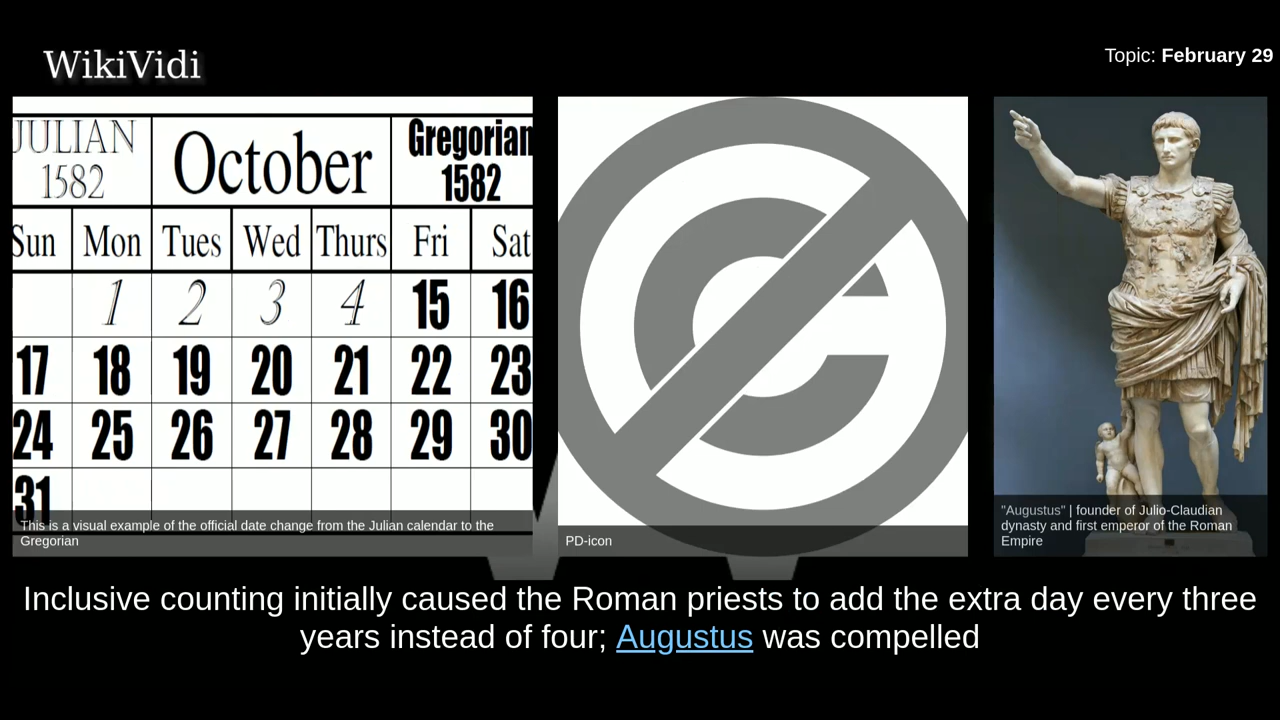 WikiVidi
Topic: February 29
JULIAN
1582
October
Gregorian
1582
Sun Mon Tues Wed Thurs Fri Sat
1 2 3 4 15 16
17 18 19 20 21 22 23
24 25 26 27 28 29 30
31
This is a visual example of the official date change from the Julian calendar to the
Gregorian
PD-icon
"Augustus" | founder of Julio-Claudian
dynasty and first emperor of the Roman
Empire
Inclusive counting initially caused the Roman priests to add the extra day every three
years instead of four; Augustus was compelled